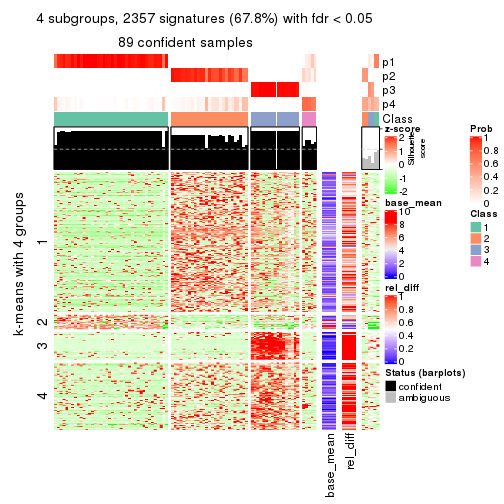 4 subgroups, 2357 signatures (67.8%) with fdr < 0.05
89 confident samples
p1
p2
p3
p4
Class
Silhouette
score
k-means with 4 groups
1
2
3
4
base_mean
rel_diff
z-score
2
1
0
-1
-2
base_mean
10
8
6
4
2
0
rel_diff
1
0.8
0.6
0.4
0.2
0
Status (barplots)
confident
ambiguous
Prob
1
0.8
0.6
0.4
0.2
0
Class
1
2
3
4